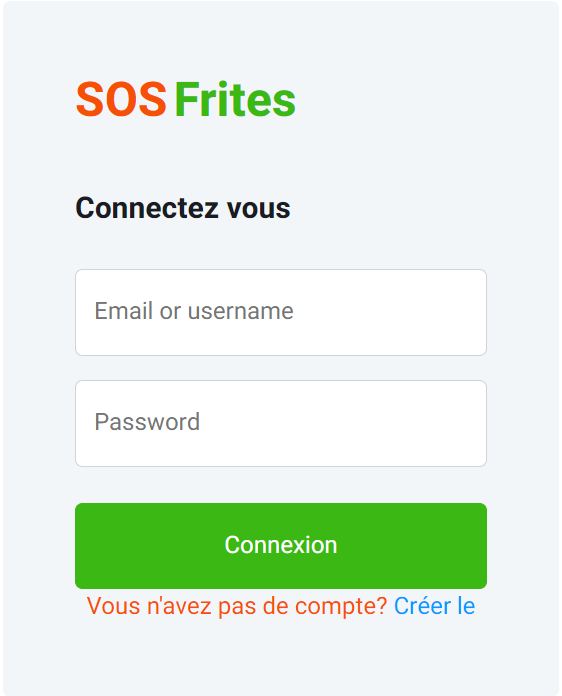 SOS Frites
Connectez vous
Email or username
Password
Connexion
Vous n'avez pas de compte? Créer le